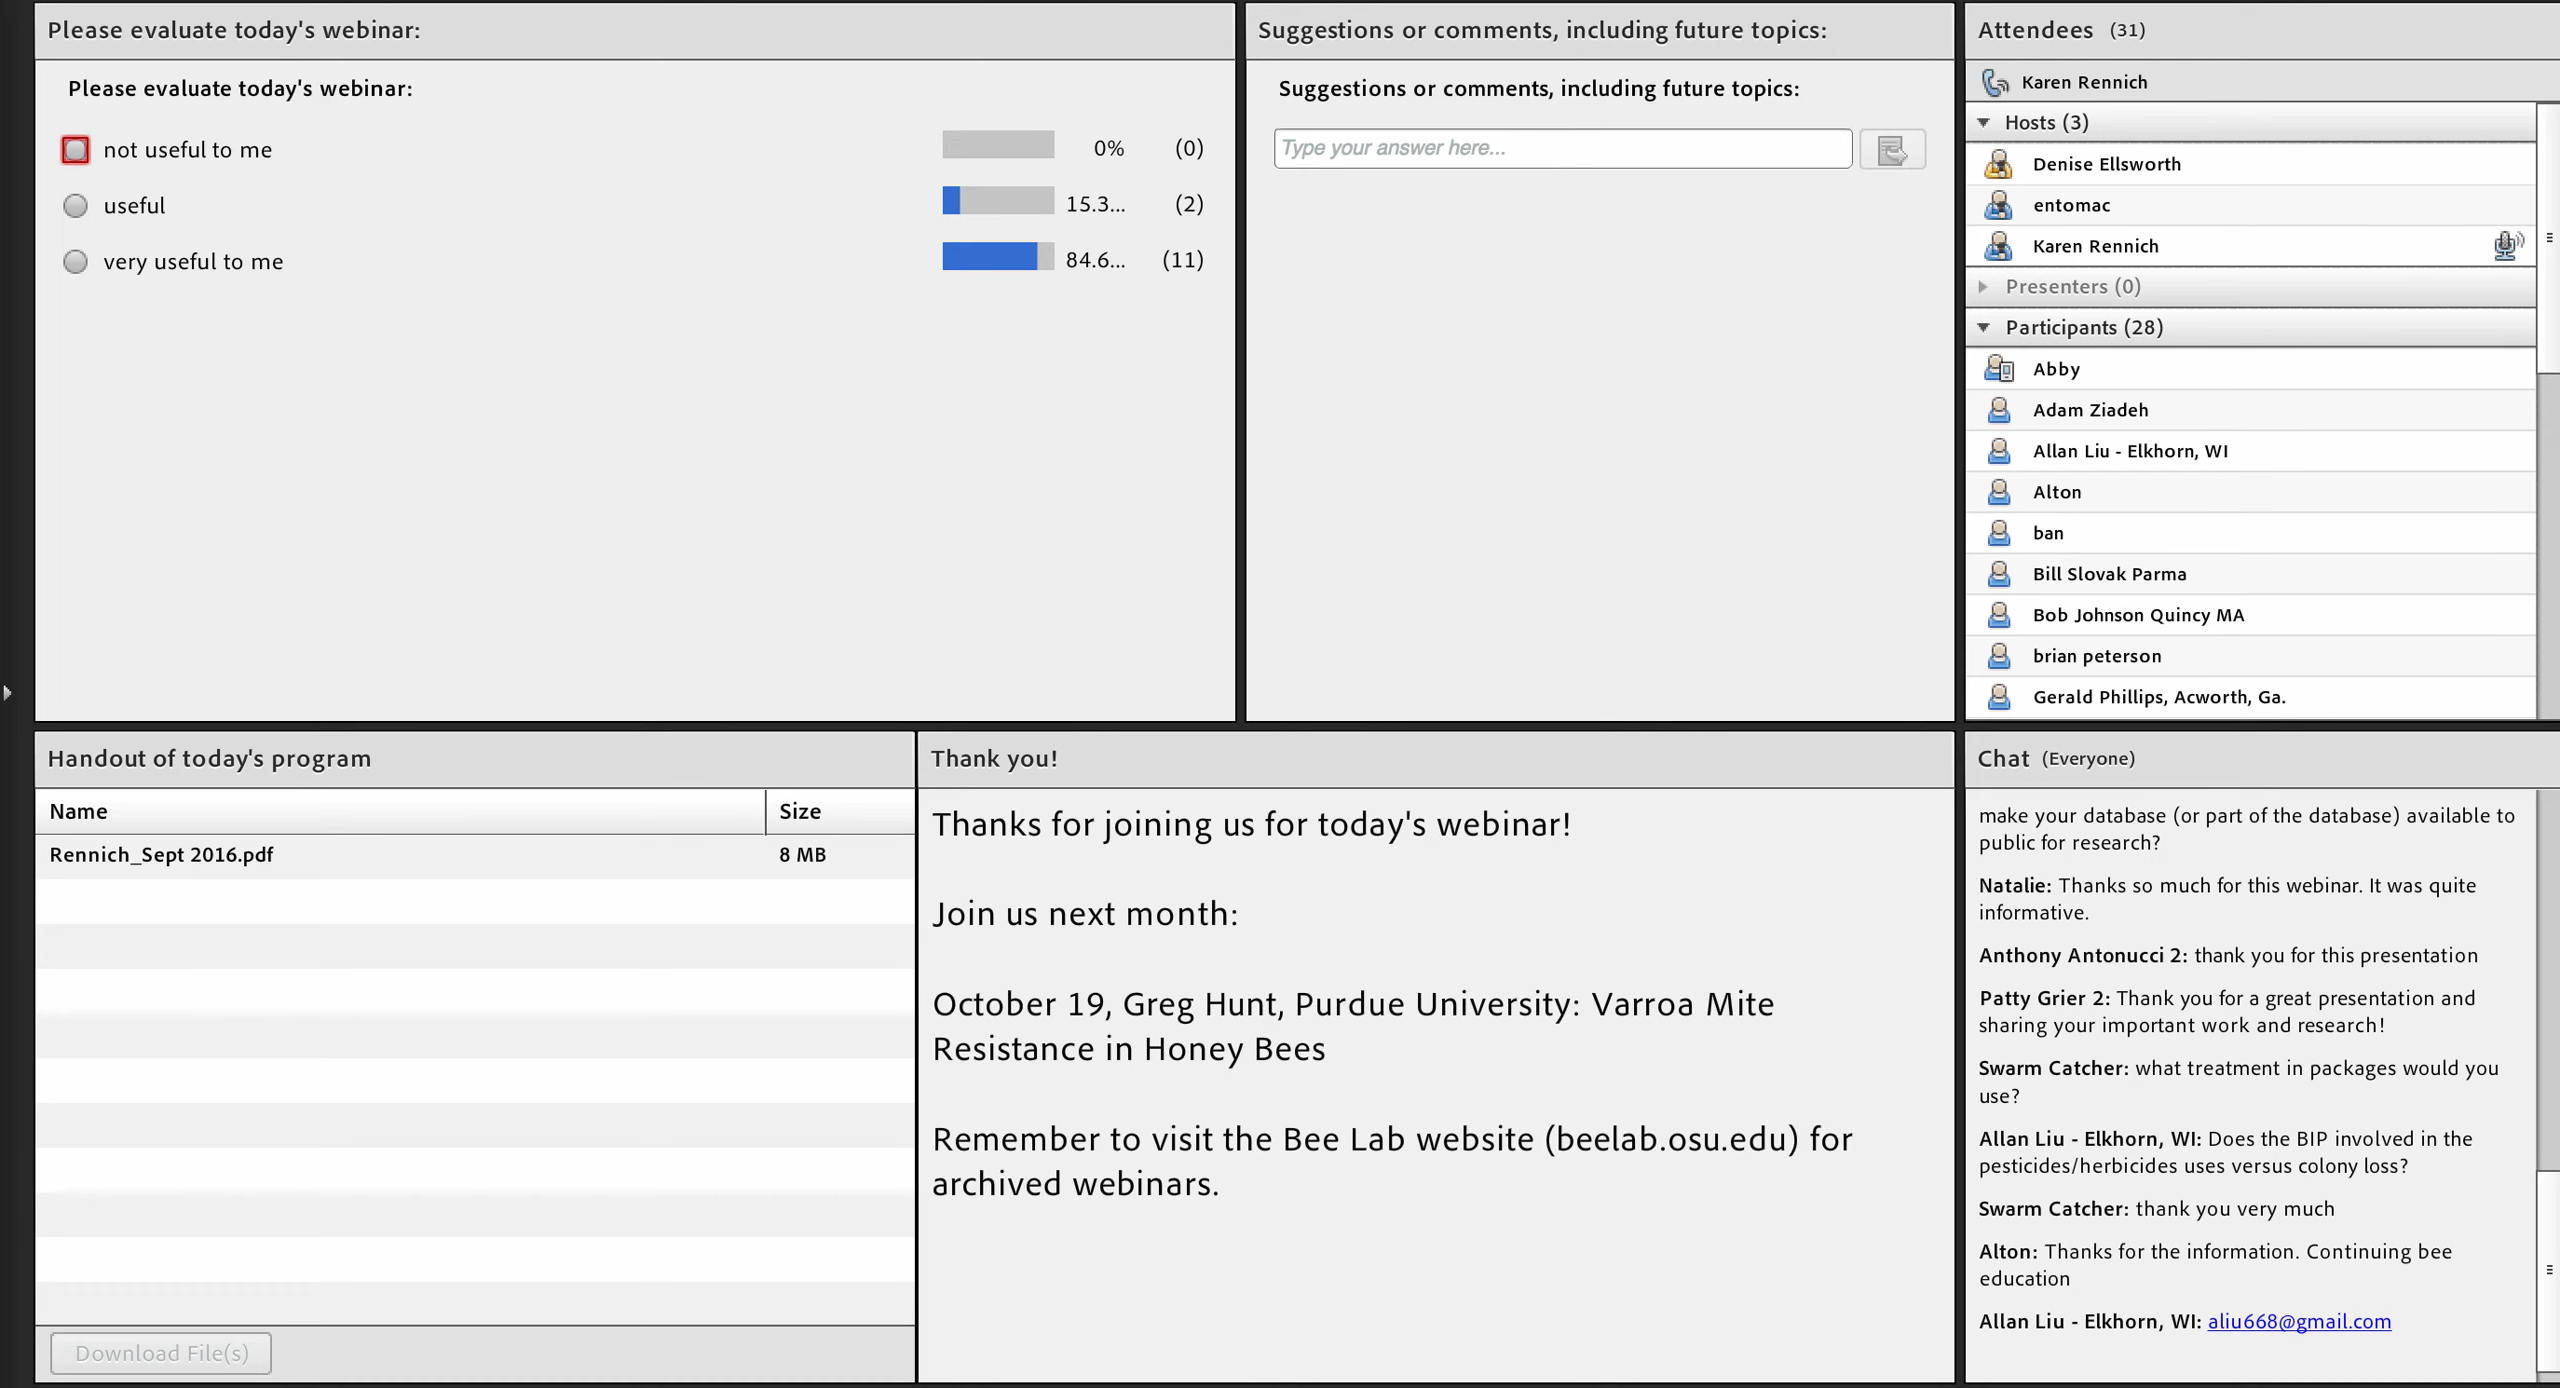 Please evaluate today's webinar:
Please evaluate today's webinar:
not useful to me 0% (0)
useful 15.3... (2)
very useful to me 84.6... (11)
Suggestions or comments, including future topics:
Suggestions or comments, including future topics:
Type your answer here...
Attendees (31)
Karen Rennich
Hosts (3)
Denise Ellsworth
entomac
Karen Rennich
Presenters (0)
Participants (28)
Abby
Adam Ziadeh
Allan Liu - Elkhorn, WI
Alton
ban
Bill Slovak Parma
Bob Johnson Quincy MA
brian peterson
Gerald Phillips, Acworth, Ga.
Handout of today's program
Name Size
Rennich_Sept 2016.pdf 8 MB
Download File(s)
Thank you!
Thanks for joining us for today's webinar!
Join us next month:
October 19, Greg Hunt, Purdue University: Varroa Mite
Resistance in Honey Bees
Remember to visit the Bee Lab website (beelab.osu.edu) for
archived webinars.
Chat (Everyone)
make your database (or part of the database) available to
public for research?
Natalie: Thanks so much for this webinar. It was quite
informative.
Anthony Antonucci 2: thank you for this presentation
Patty Grier 2: Thank you for a great presentation and
sharing your important work and research!
Swarm Catcher: what treatment in packages would you
use?
Allan Liu - Elkhorn, WI: Does the BIP involved in the
pesticides/herbicides uses versus colony loss?
Swarm Catcher: thank you very much
Alton: Thanks for the information. Continuing bee
education
Allan Liu - Elkhorn, WI: aliu668@gmail.com